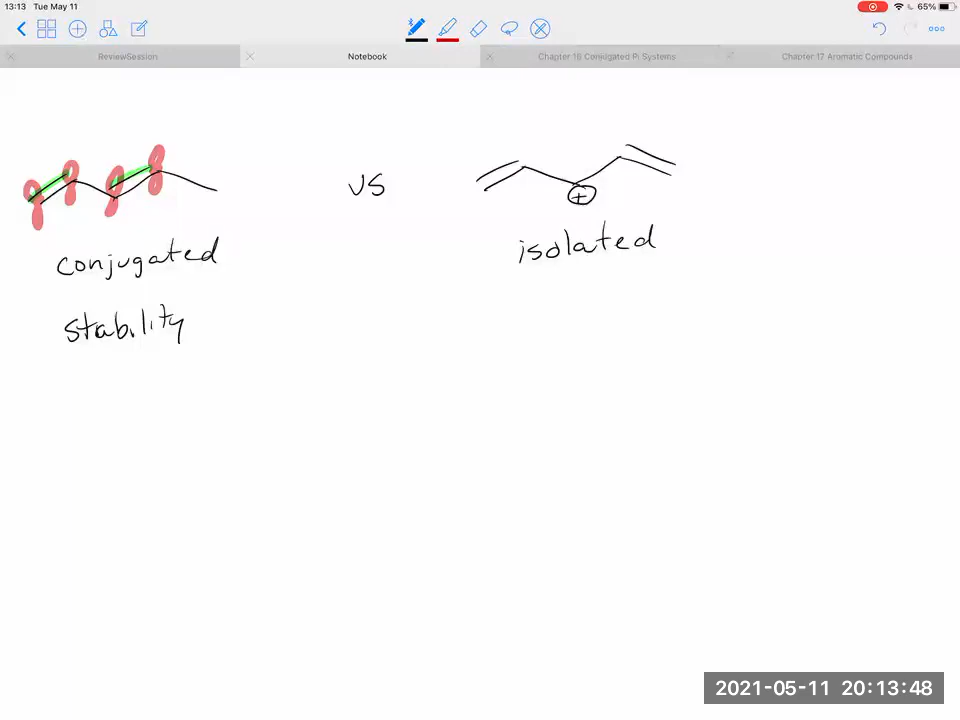 13:13 Tue May 11
65%
ReviewSession
Notebook
Chapter 16 Conjugated Pi Systems
Chapter 17 Aromatic Compounds
vs
+
conjugated
isolated
stability
2021-05-11 20:13:48